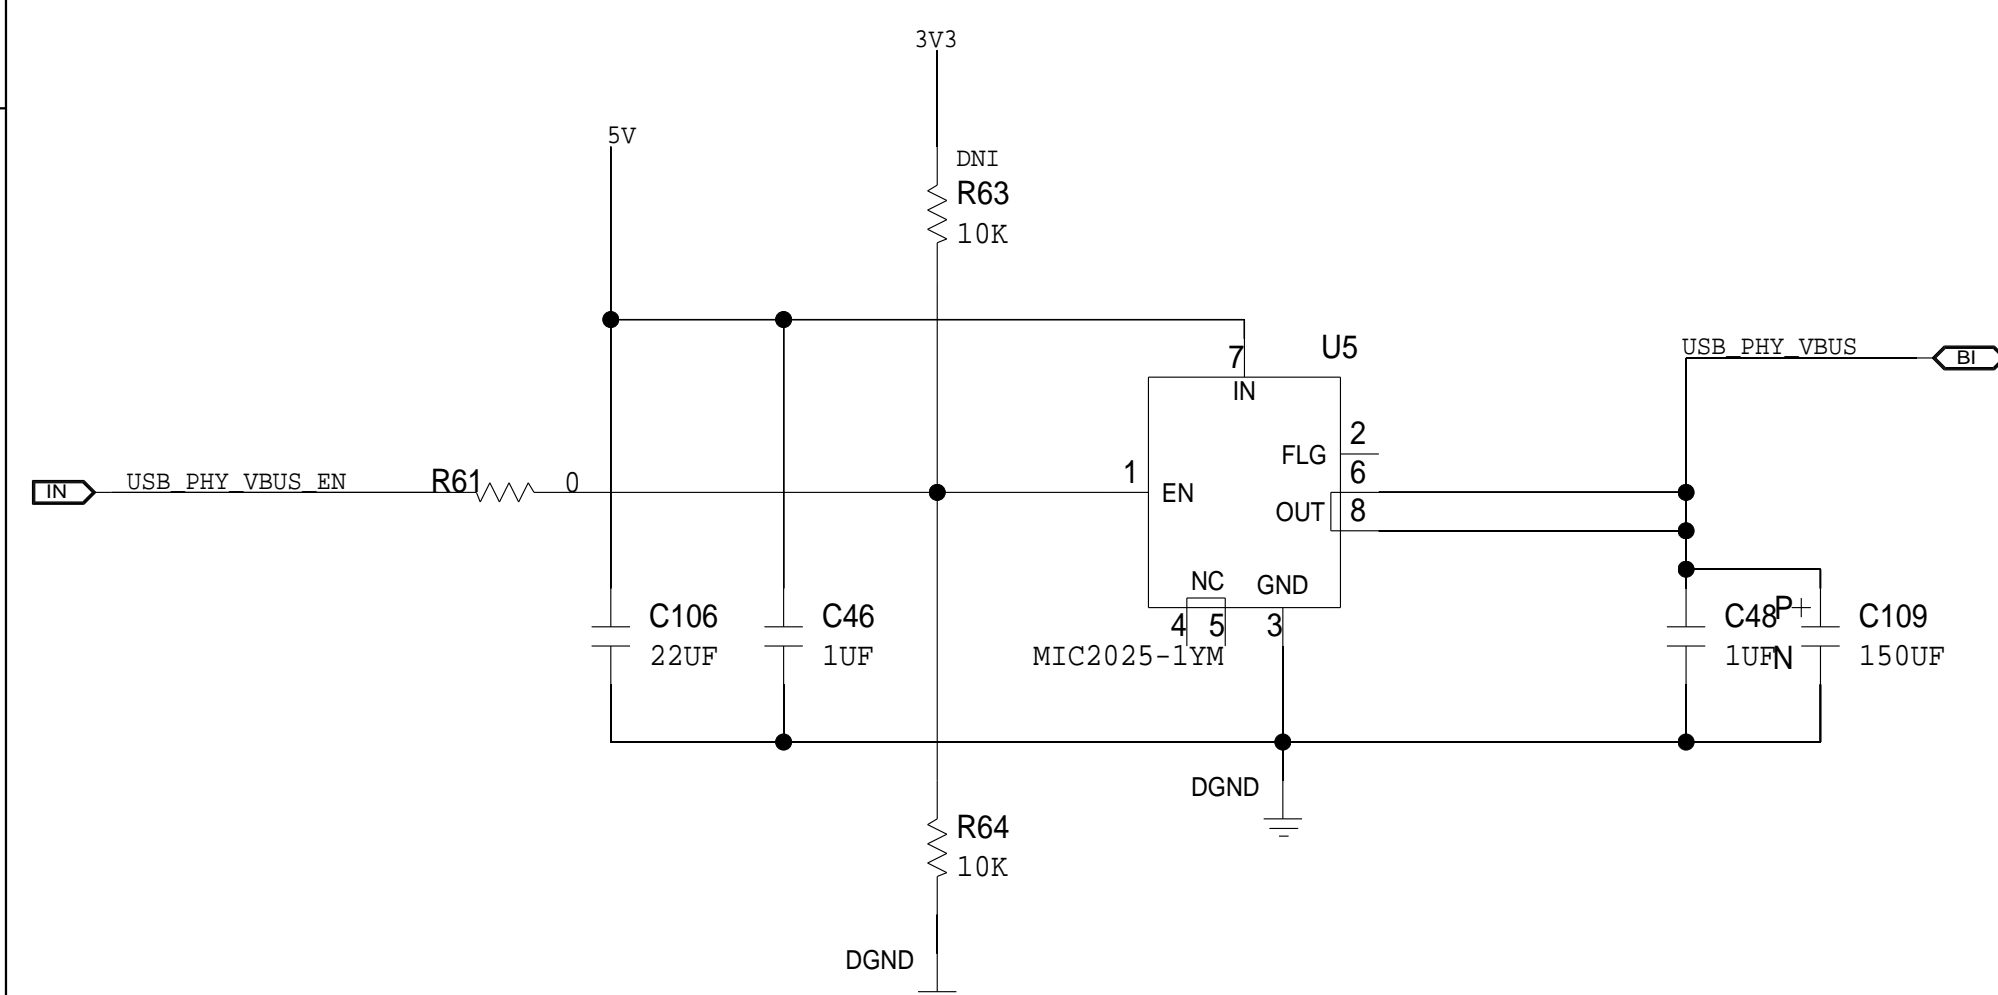 3V3
5V
DNI
R63
10K
U5
7
IN
USB_PHY_VBUS
BI
2
FLG
6
1
IN
USB_PHY_VBUS_EN
R61
0
EN
OUT
8
NC
GND
4
5
3
C106
22UF
C46
1UF
MIC2025-1YM
C48
1UF
P+
N
C109
150UF
DGND
R64
10K
DGND